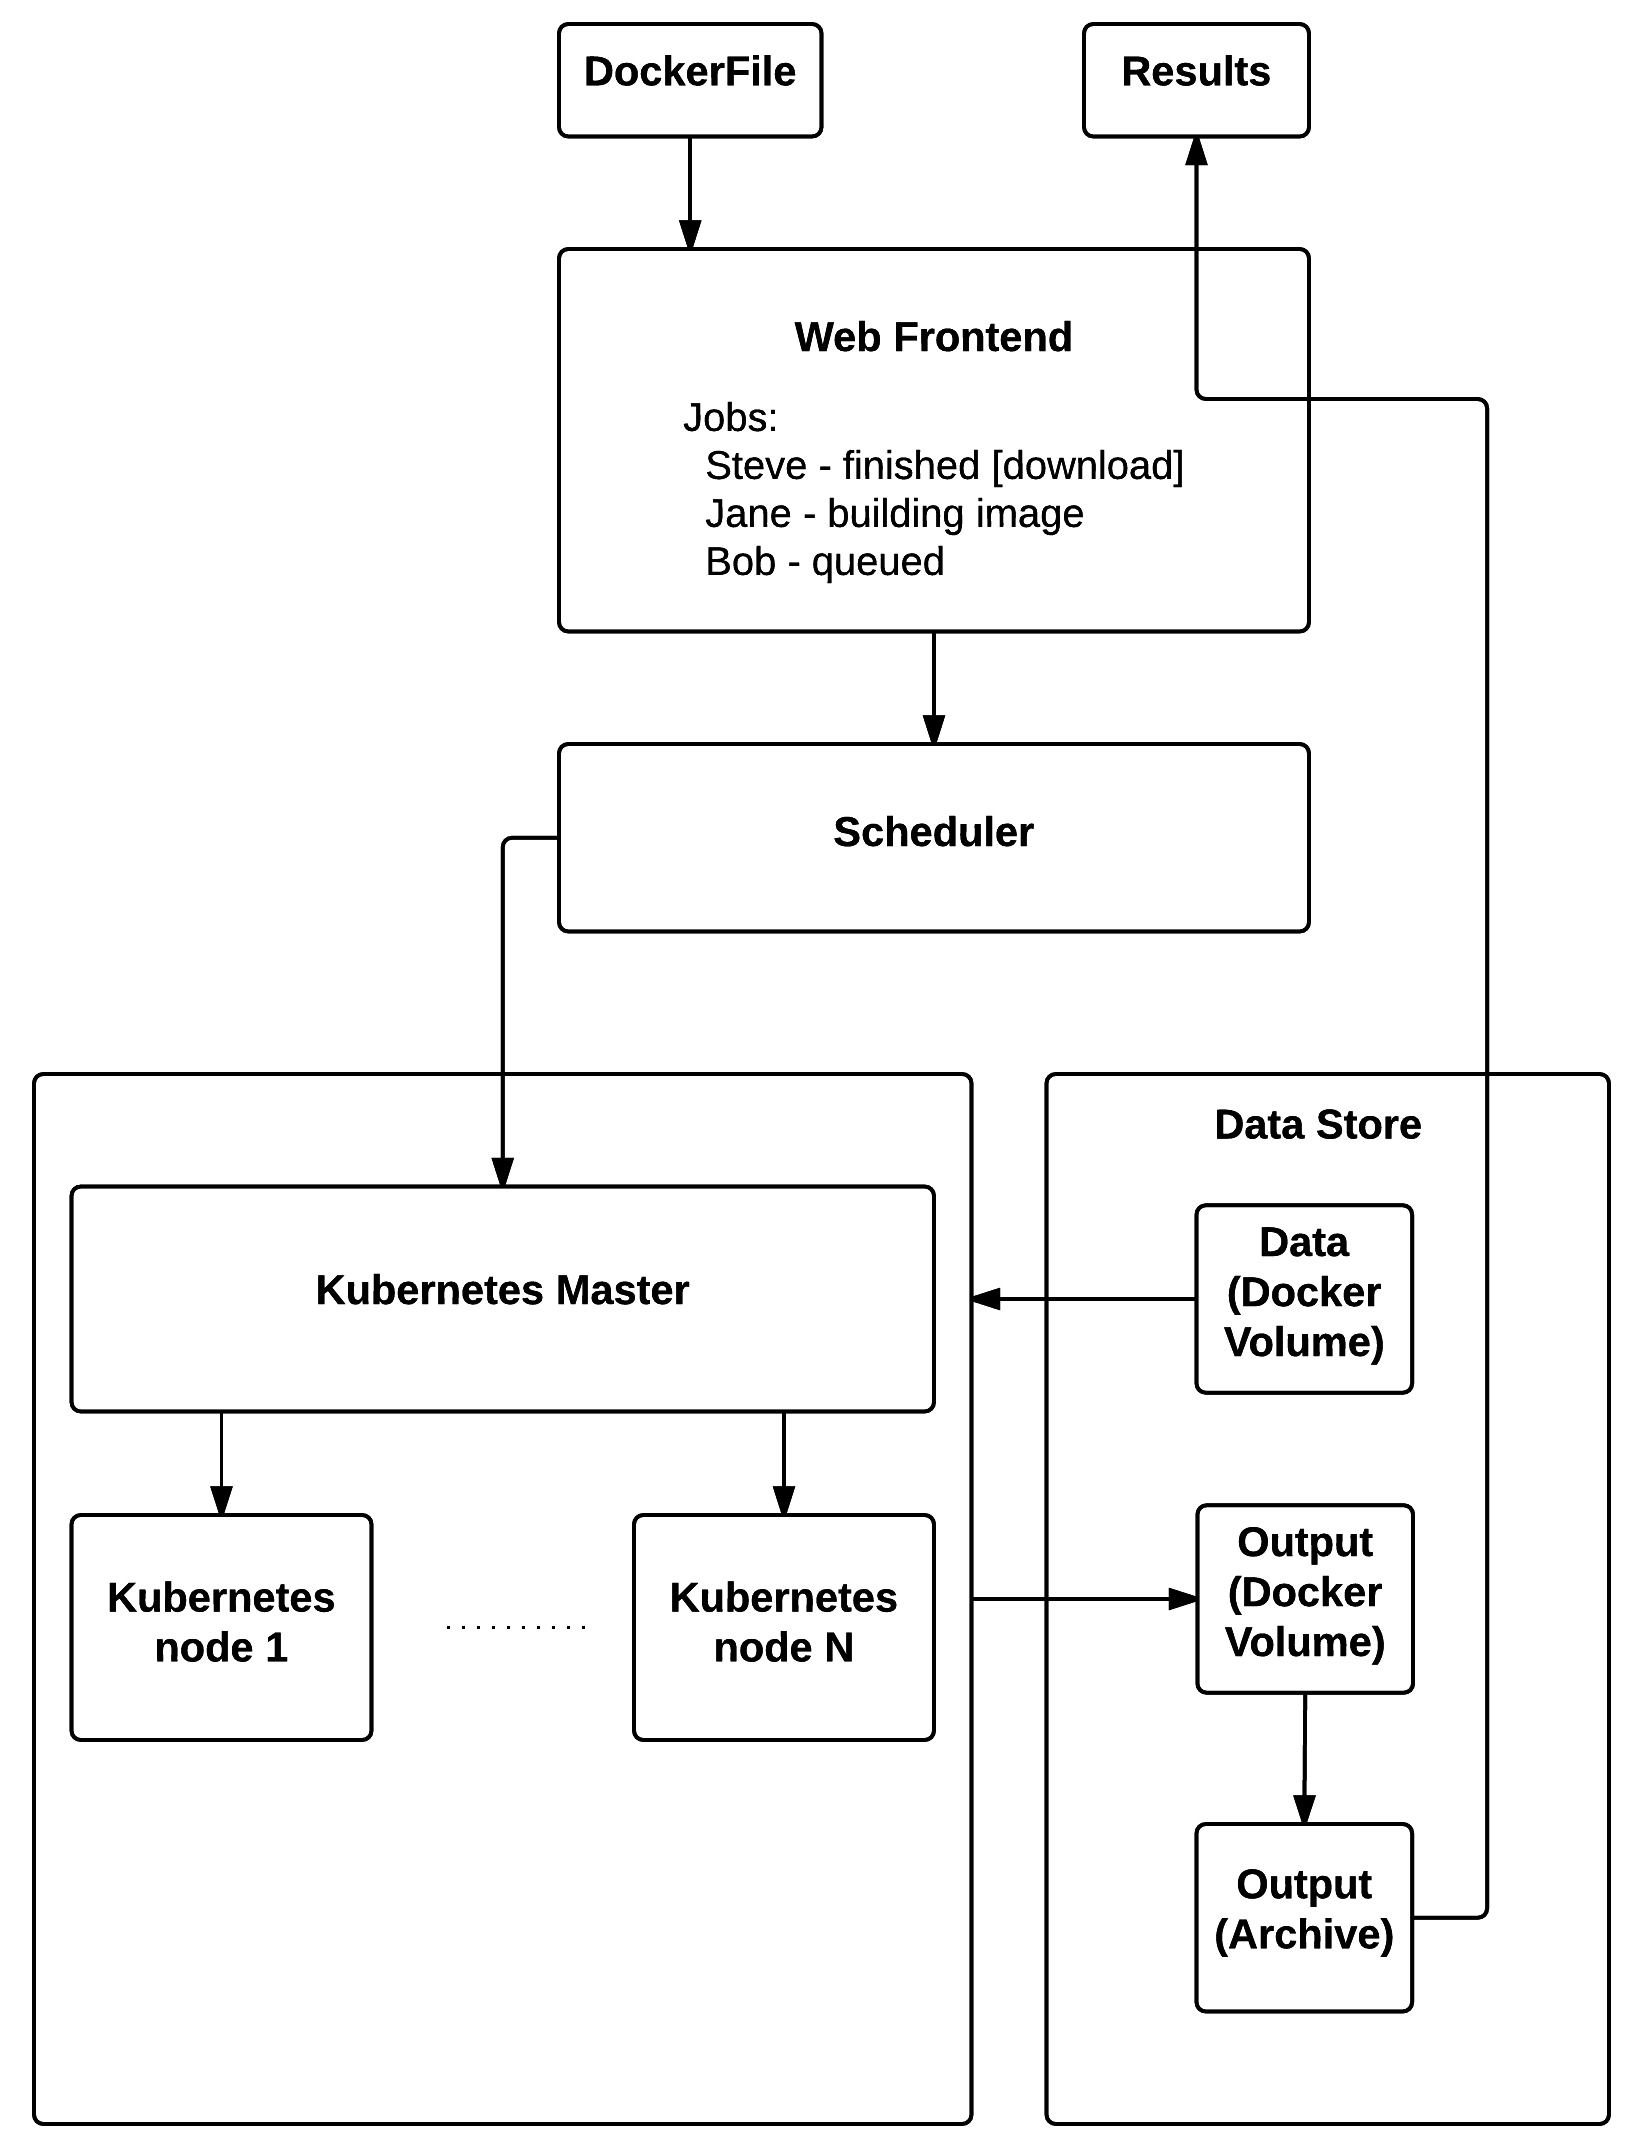 DockerFile
Results
Web Frontend
Jobs:
Steve - finished [download]
Jane - building image
Bob - queued
Scheduler
Data Store
Kubernetes Master
Data
(Docker
Volume)
Kubernetes
node 1
..........
Kubernetes
node N
Output
(Docker
Volume)
Output
(Archive)